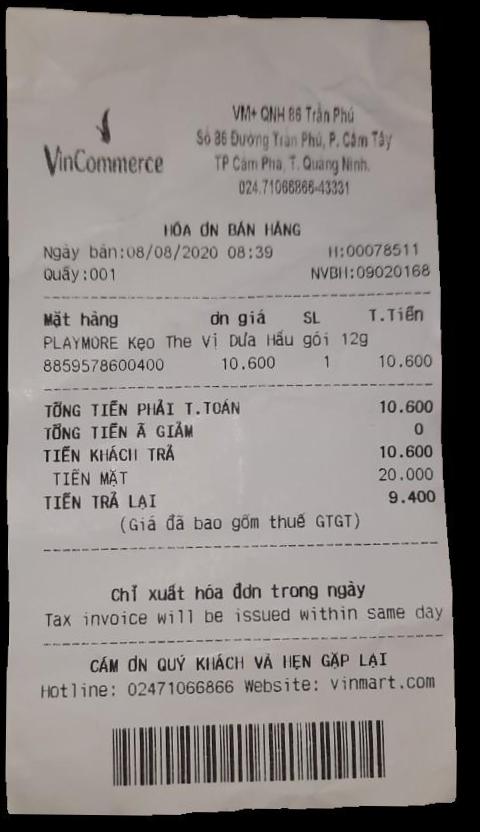 VinCommerce
VM+ QNH 86 Trần Phú
Số 86 Đường Trần Phú, P. Cẩm Tây
TP Cẩm Phả, T. Quảng Ninh.
024.71066866-43331
HÓA ƠN BÁN HÀNG
Ngày bán:08/08/2020 08:39 H:00078511
Quầy:001 NVBH:09020168
Mặt hàng ơn giá SL T.Tiền
PLAYMORE Kẹo The Vị Dưa Hấu gói 12g
8859578600400 10.600 1 10.600
TỔNG TIỀN PHẢI T.TOÁN 10.600
TỔNG TIỀN Ã GIẢM 0
TIỀN KHÁCH TRẢ 10.600
TIỀN MẶT 20.000
TIỀN TRẢ LẠI 9.400
(Giá đã bao gồm thuế GTGT)
Chỉ xuất hóa đơn trong ngày
Tax invoice will be issued within same day
CẢM ƠN QUÝ KHÁCH VÀ HẸN GẶP LẠI
Hotline: 02471066866 Website: vinmart.com